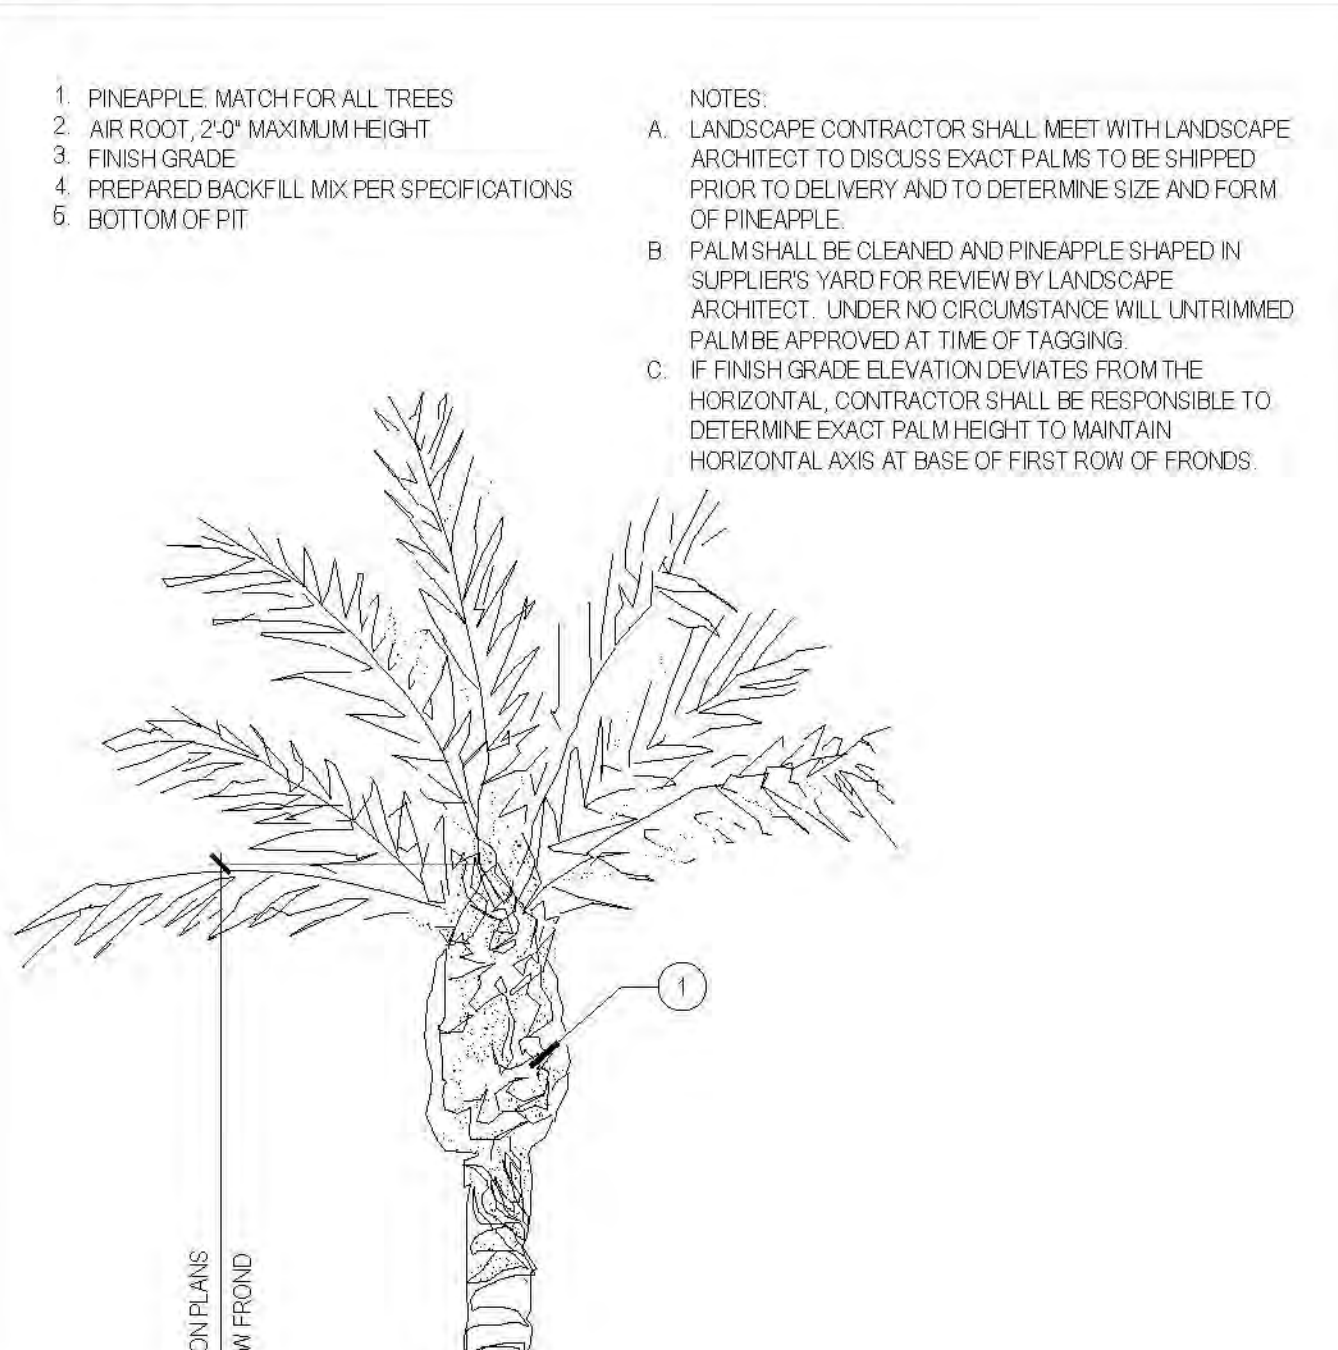 1. PINEAPPLE. MATCH FOR ALL TREES
2. AIR ROOT, 2'-0" MAXIMUM HEIGHT
3. FINISH GRADE
4. PREPARED BACKFILL MIX PER SPECIFICATIONS
5. BOTTOM OF PIT
NOTES:
A. LANDSCAPE CONTRACTOR SHALL MEET WITH LANDSCAPE
ARCHITECT TO DISCUSS EXACT PALMS TO BE SHIPPED
PRIOR TO DELIVERY AND TO DETERMINE SIZE AND FORM
OF PINEAPPLE.
B. PALM SHALL BE CLEANED AND PINEAPPLE SHAPED IN
SUPPLIER'S YARD FOR REVIEW BY LANDSCAPE
ARCHITECT. UNDER NO CIRCUMSTANCE WILL UNTRIMMED
PALM BE APPROVED AT TIME OF TAGGING.
C. IF FINISH GRADE ELEVATION DEVIATES FROM THE
HORIZONTAL, CONTRACTOR SHALL BE RESPONSIBLE TO
DETERMINE EXACT PALM HEIGHT TO MAINTAIN
HORIZONTAL AXIS AT BASE OF FIRST ROW OF FRONDS.
1
ON PLANS
W FROND